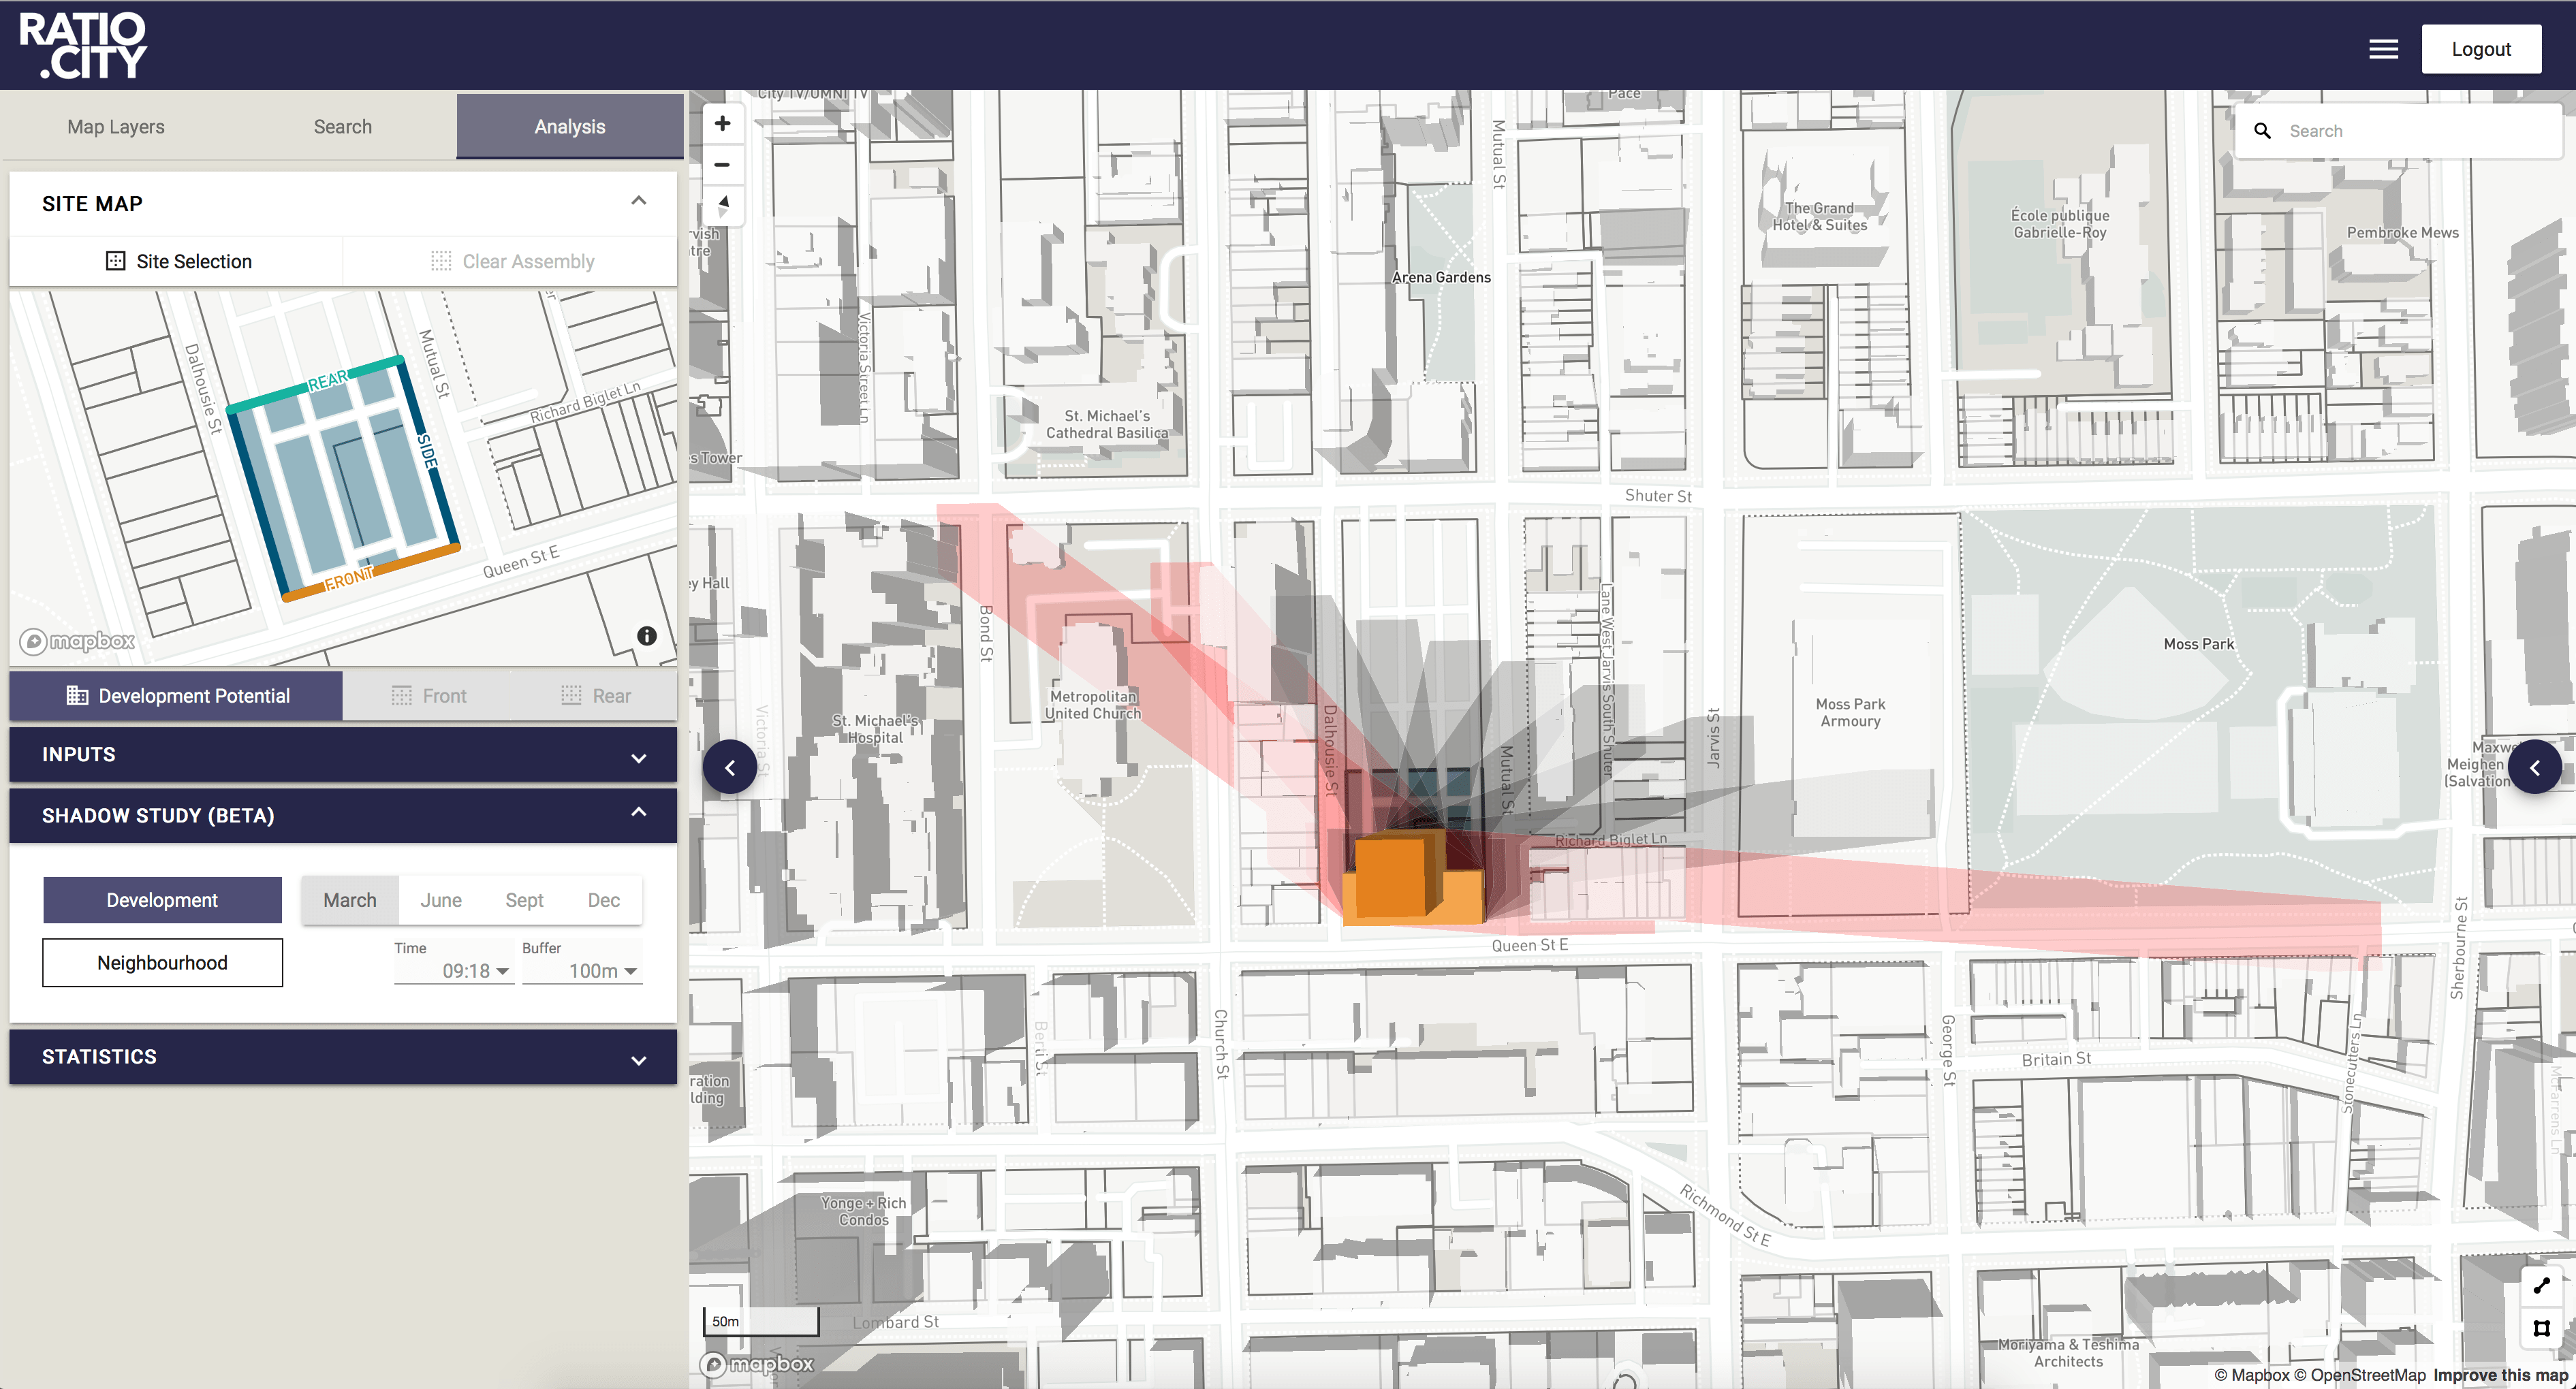 RATIO
.CITY
Logout
Map Layers
Search
Analysis
SITE MAP
Site Selection
Clear Assembly
Dalhousie St
Mutual St
REAR
SIDE
FRONT
Richard Biglet Ln
Queen St E
mapbox
Development Potential
Front
Rear
INPUTS
SHADOW STUDY (BETA)
Development
March
June
Sept
Dec
Neighbourhood
Time
09:18
Buffer
100m
STATISTICS
City TV/OMNI TV
Pace
Search
Mutual St
The Grand
Hotel & Suites
École publique
Gabrielle-Roy
Pembroke Mews
Arena Gardens
Victoria Street Ln
St. Michael's
Cathedral Basilica
s Tower
Shuter St
ey Hall
Bond St
Lane West Jarvis South Shuter
Moss Park
Metropolitan
United Church
St. Michael's
Hospital
Victoria St
Dalhousie St
Mutual St
Jarvis St
Moss Park
Armoury
Maxwe
Meighen
(Salvation
Richard Biglet Ln
Queen St E
Sherbourne St
Church St
George St
Britain St
Stonecutters Ln
McFarrens Ln
ration
lding
Yonge + Rich
Condos
Richmond St E
50m
Lombard St
mapbox
Moriyama & Teshima
Architects
© Mapbox © OpenStreetMap Improve this map